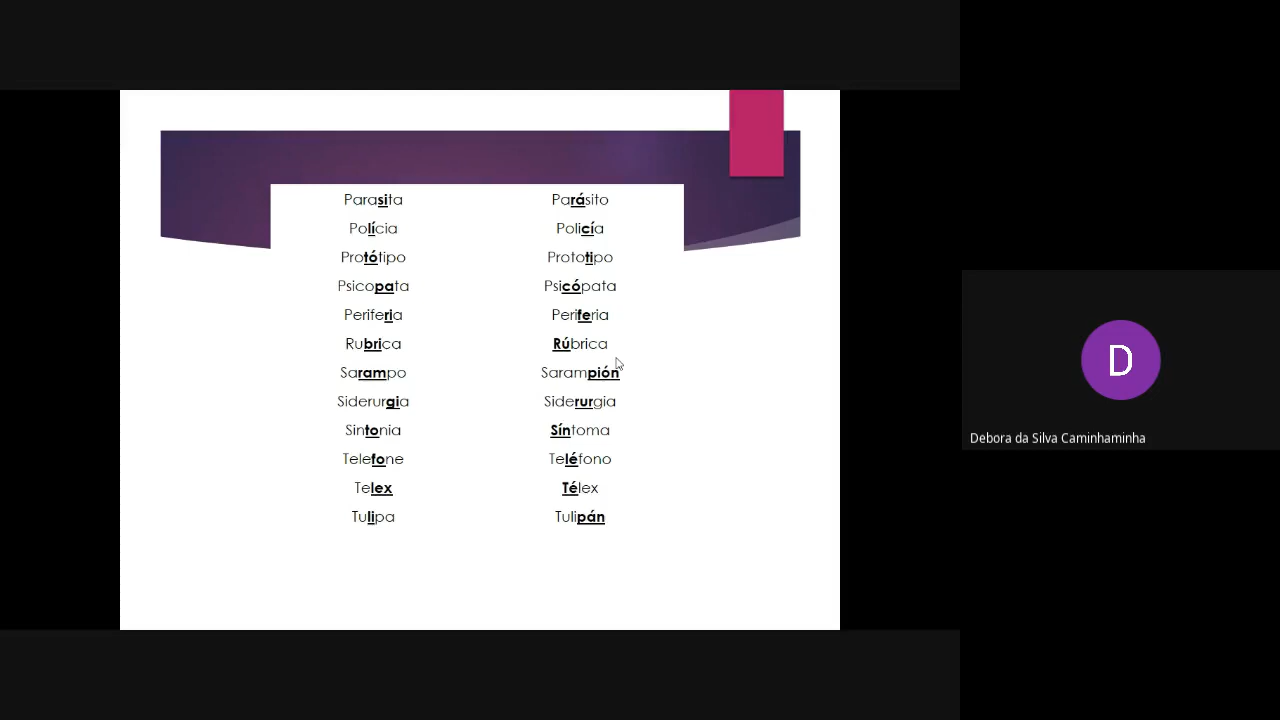 Parasita Parásito
Polícia Policía
Protótipo Prototipo
Psicopata Psicópata
Periferia Periferia
Rubrica Rúbrica
Sarampo Sarampión
Siderurgia Siderurgia
Sintonia Síntoma
Telefone Teléfono
Telex Télex
Tulipa Tulipán
D
Debora da Silva Caminhaminha